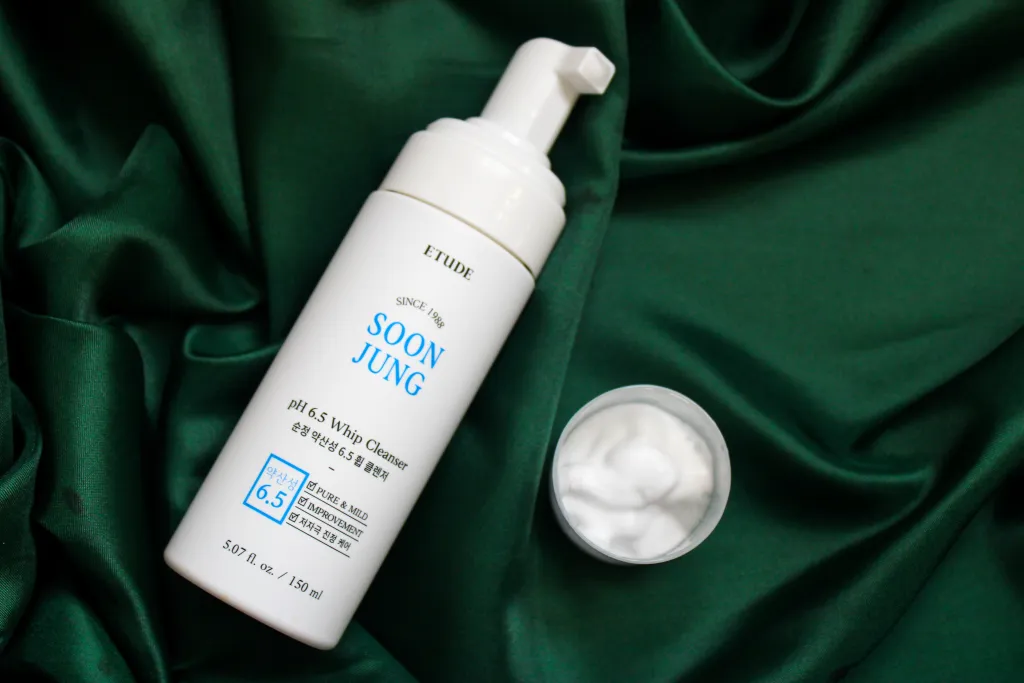 ETUDE
SINCE 1988
SOON
JUNG
pH 6.5 Whip Cleanser
순정 약산성 6.5 휩 클렌저
약산성
6.5
PURE & MILD
IMPROVEMENT
저자극 진정 케어
5.07 fl. oz. / 150 ml